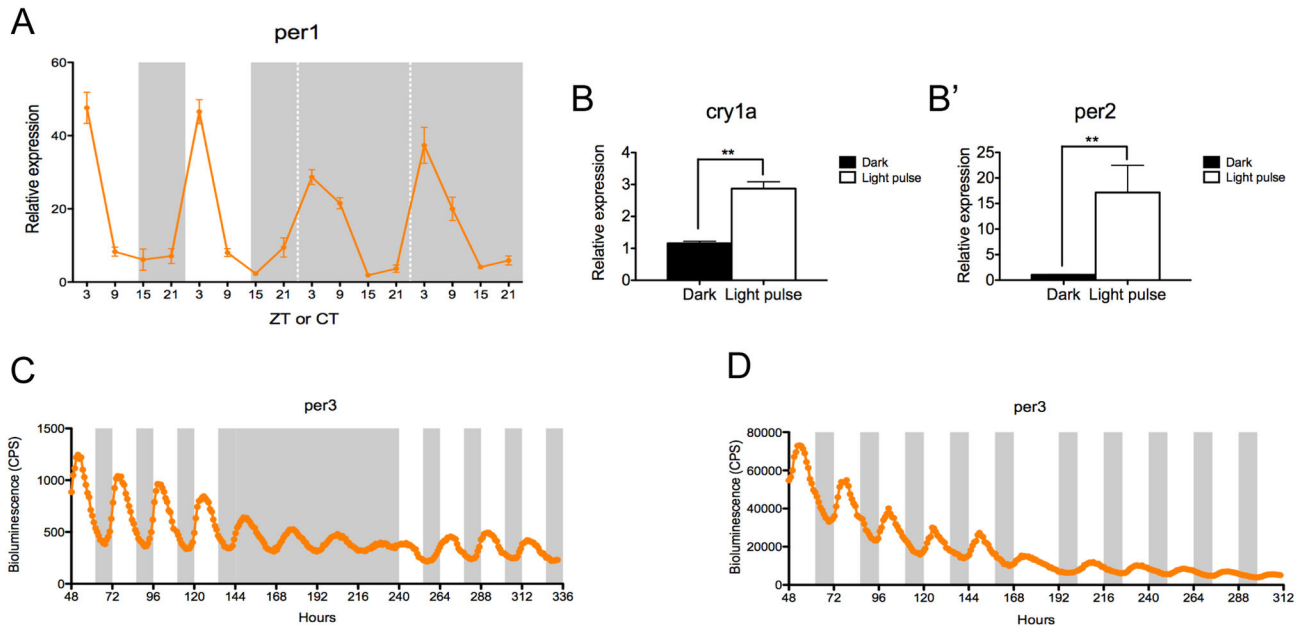 A
per1
Relative expression
60
40
20
0
3 9 15 21 3 9 15 21 3 9 15 21 3 9 15 21
ZT or CT
B
cry1a
Relative expression
4
3
2
1
0
**
Dark
Light pulse
Dark Light pulse
B’
per2
Relative expression
25
20
15
10
5
0
**
Dark
Light pulse
Dark Light pulse
C
per3
Bioluminescence (CPS)
1500
1000
500
0
48 72 96 120 144 168 192 216 240 264 288 312 336
Hours
D
per3
Bioluminescence (CPS)
80000
60000
40000
20000
0
48 72 96 120 144 168 192 216 240 264 288 312
Hours